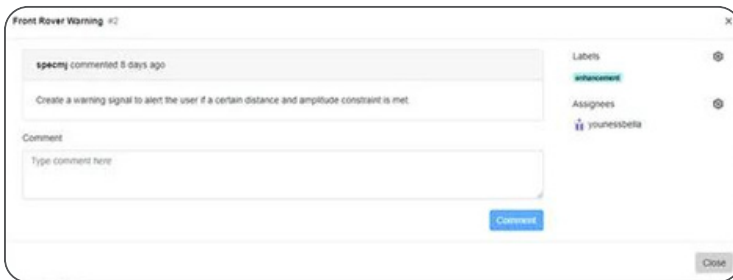 Front Rover Warning #2
×
specmj commented 8 days ago
Create a warning signal to alert the user if a certain distance and amplitude constraint is met.
Comment
Type comment here
Comment
Labels
enhancement
Assignees
younessbella
Close